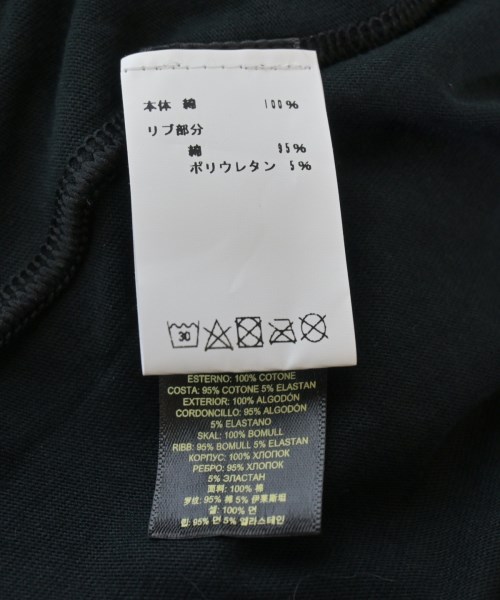 本体 綿 100%
リブ部分
綿 95%
ポリウレタン 5%
30
ESTERNO: 100% COTONE
COSTA: 95% COTONE 5% ELASTAN
EXTERIOR: 100% ALGODÓN
CORDONCILLO: 95% ALGODÓN
5% ELASTANO
SKAL: 100% BOMULL
RIBB: 95% BOMULL 5% ELASTAN
КОРПУС: 100% ХЛОПОК
РЕБРО: 95% ХЛОПОК
5% ЭЛАСТАН
面料: 100% 棉
罗纹: 95% 棉 5% 伊莱斯坦
셸: 100% 면
립: 95% 면 5% 엘라스테인